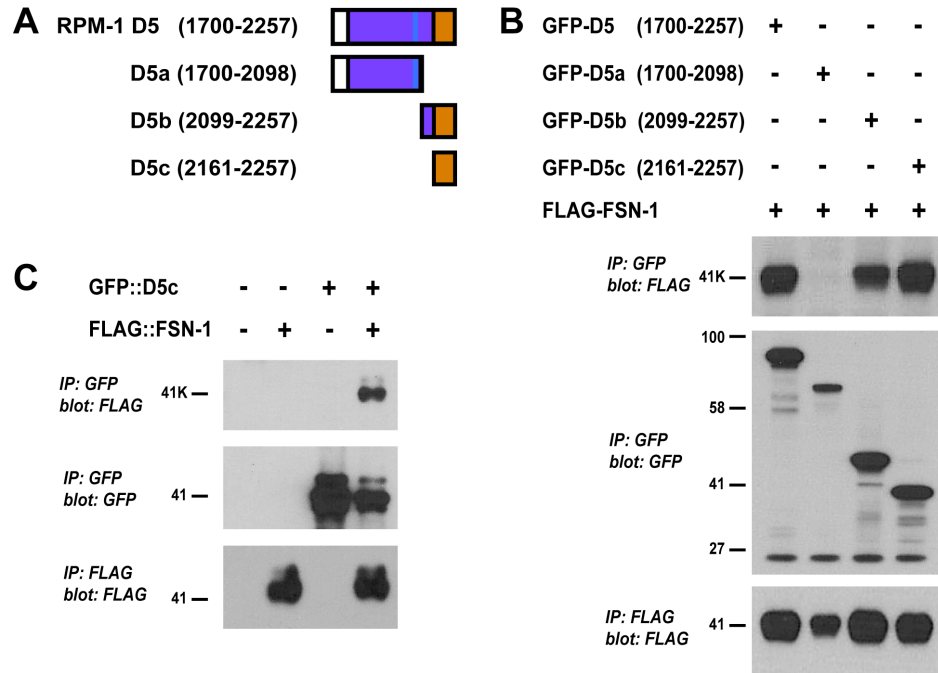 A
RPM-1 D5 (1700-2257)
D5a (1700-2098)
D5b (2099-2257)
D5c (2161-2257)
B
GFP-D5 (1700-2257) + - - -
GFP-D5a (1700-2098) - + - -
GFP-D5b (2099-2257) - - + -
GFP-D5c (2161-2257) - - - +
FLAG-FSN-1 + + + +
IP: GFP
blot: FLAG
41K
100
58
IP: GFP
blot: GFP
41
27
IP: FLAG
blot: FLAG
41
C
GFP::D5c - - + +
FLAG::FSN-1 - + - +
IP: GFP
blot: FLAG
41K
IP: GFP
blot: GFP
41
IP: FLAG
blot: FLAG
41